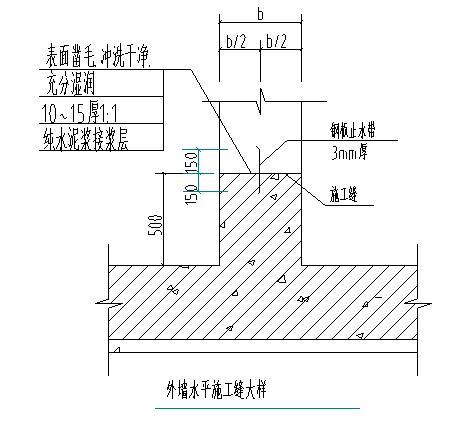 b
b/2 b/2
表面凿毛,冲洗干净,
充分湿润
10~15厚1:1
纯水泥浆接浆层
钢板止水带
3mm厚
150
150
施工缝
500
外墙水平施工缝大样